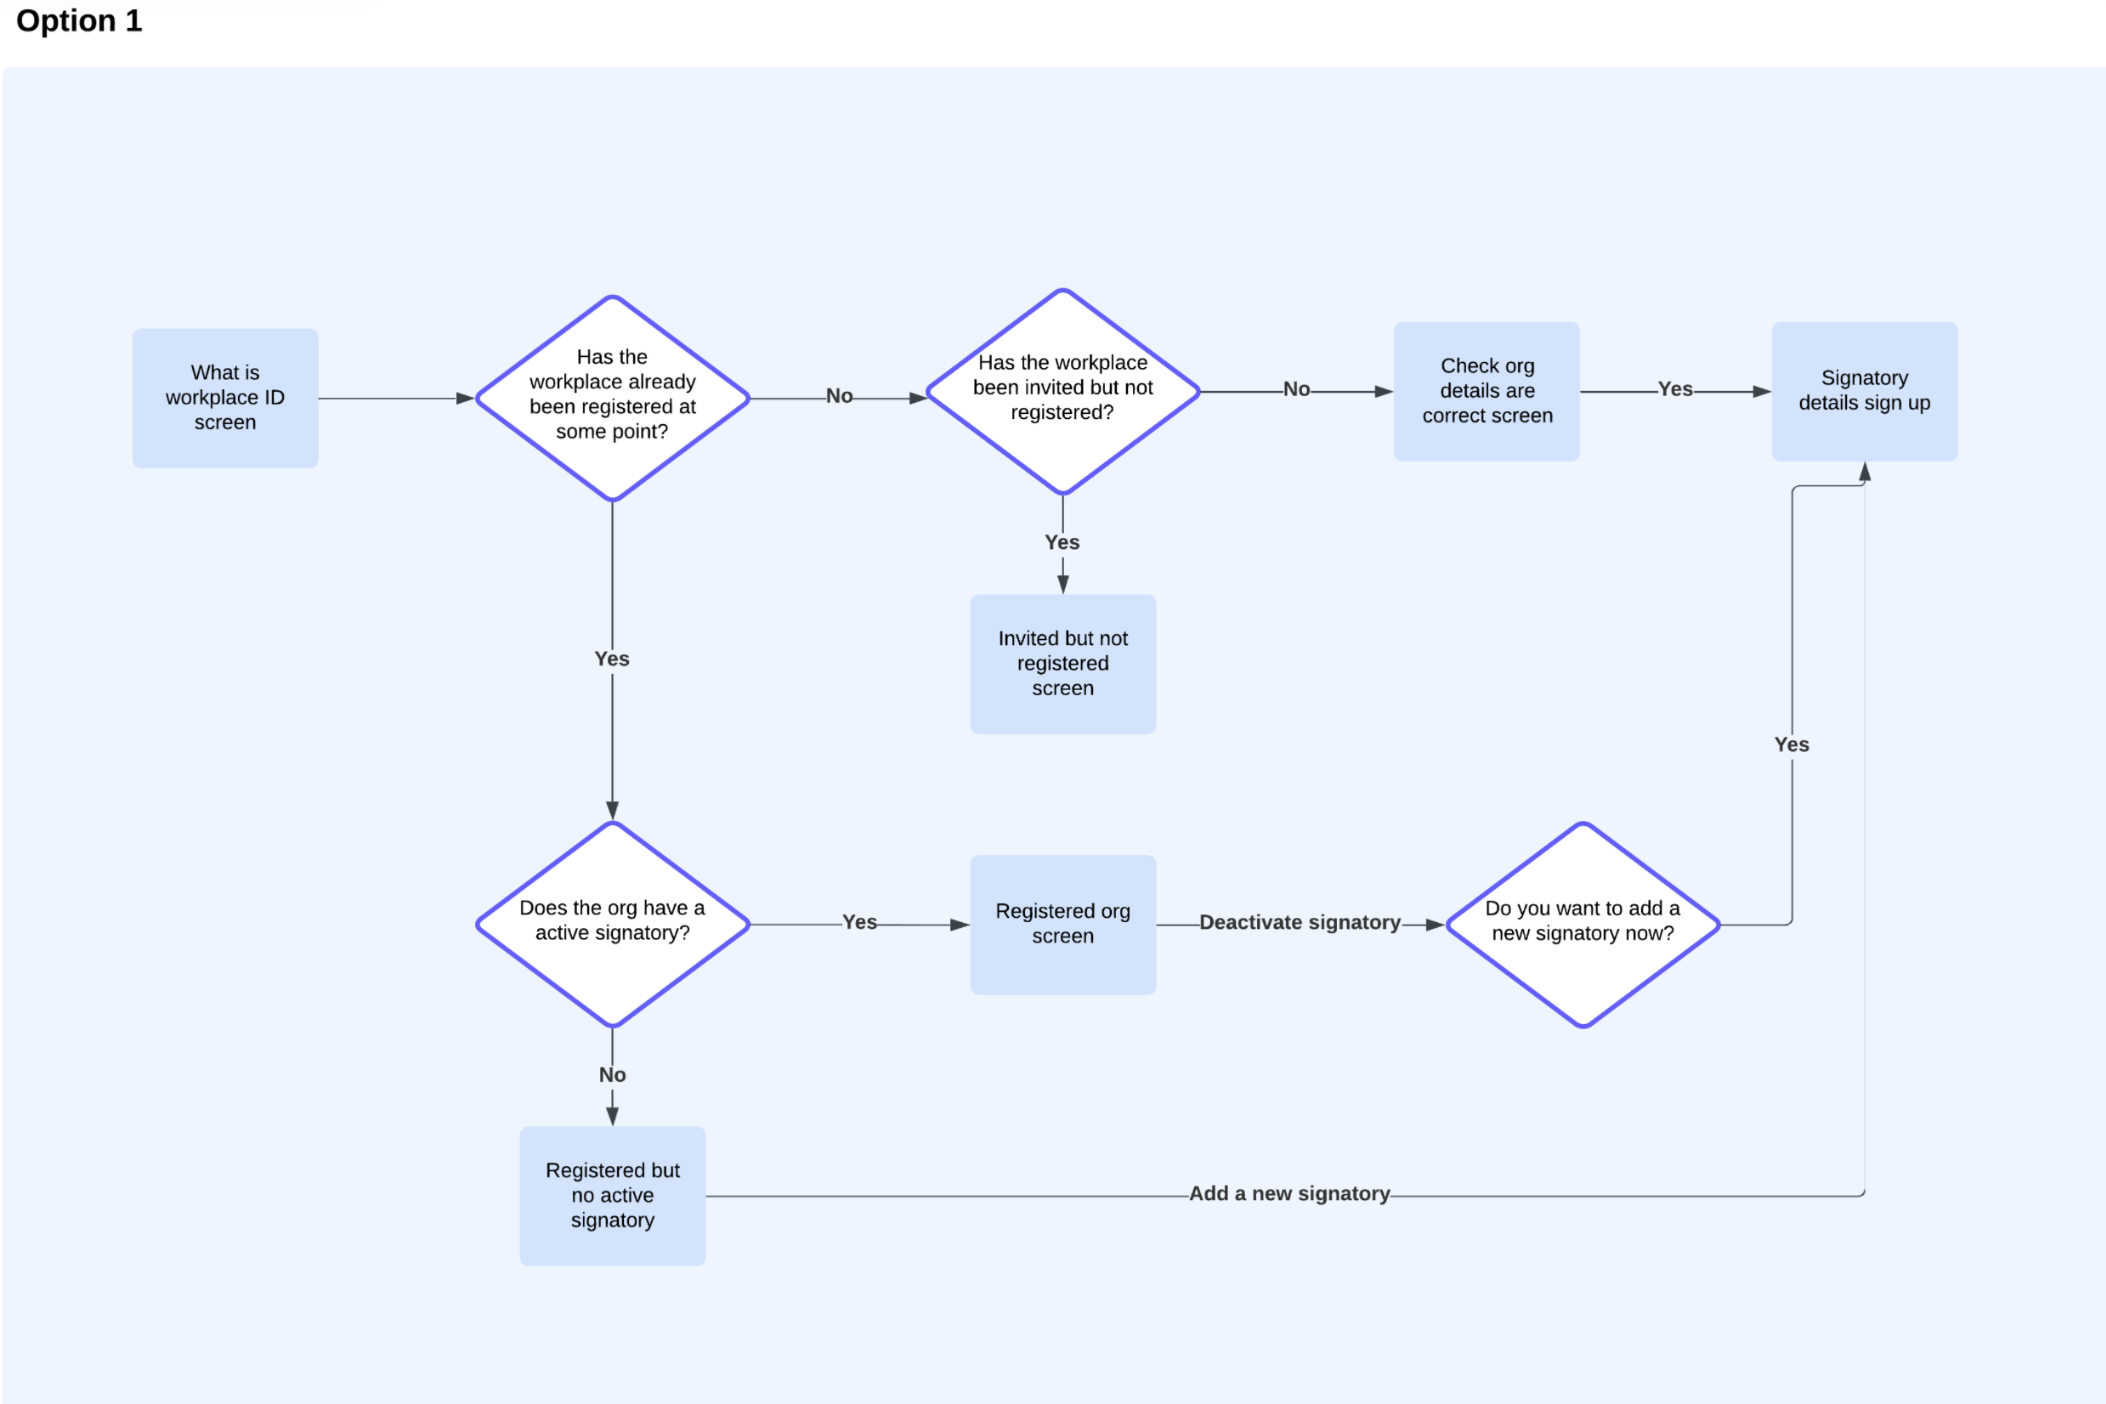 Option 1
What is
workplace ID
screen
Has the
workplace already
been registered at
some point?
No
Has the workplace
been invited but not
registered?
No
Check org
details are
correct screen
Yes
Signatory
details sign up
Yes
Invited but not
registered
screen
Yes
Yes
Does the org have a
active signatory?
Yes
Registered org
screen
Deactivate signatory
Do you want to add a
new signatory now?
No
Registered but
no active
signatory
Add a new signatory